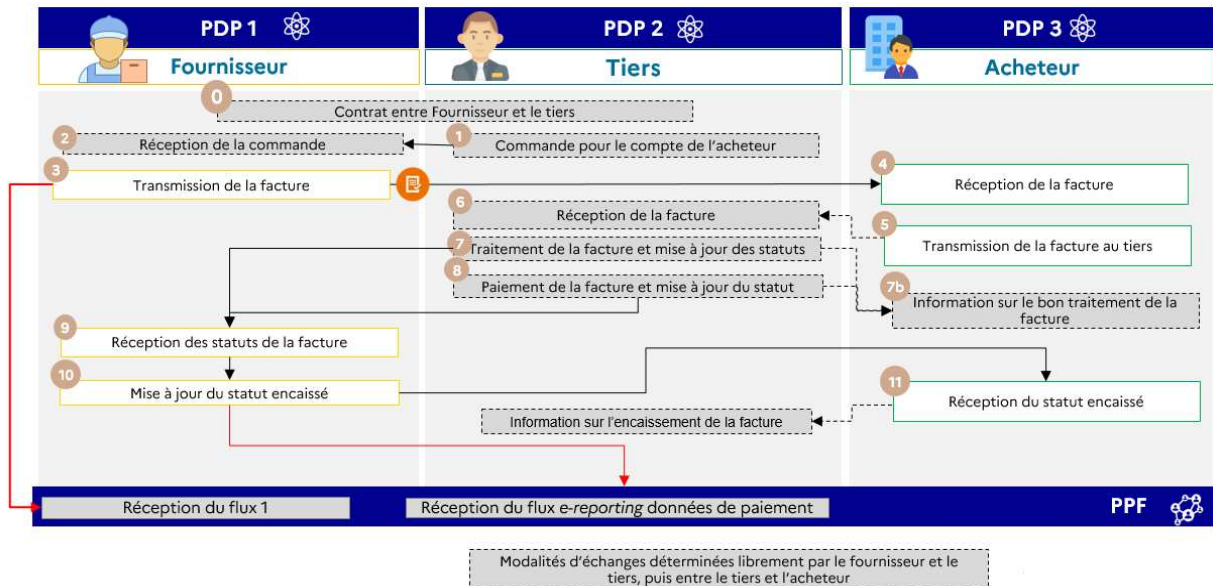 PDP 1
PDP 2
PDP 3
Fournisseur
Tiers
Acheteur
0
Contrat entre Fournisseur et le tiers
2
Réception de la commande
1
Commande pour le compte de l'acheteur
3
Transmission de la facture
4
Réception de la facture
6
Réception de la facture
5
Transmission de la facture au tiers
7
Traitement de la facture et mise à jour des statuts
8
Paiement de la facture et mise à jour du statut
7b
Information sur le bon traitement de la
facture
9
Réception des statuts de la facture
10
Mise à jour du statut encaissé
11
Réception du statut encaissé
Information sur l'encaissement de la facture
Réception du flux 1
Réception du flux e-reporting données de paiement
PPF
Modalités d'échanges déterminées librement par le fournisseur et le
tiers, puis entre le tiers et l'acheteur